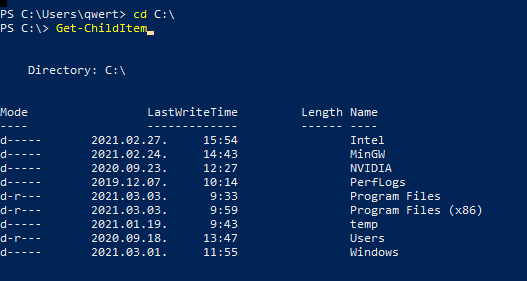 PS C:\Users\qwert> cd C:\
PS C:\> Get-ChildItem
Directory: C:\
Mode LastWriteTime Length Name
---- ------------- ------ ----
d----- 2021.02.27. 15:54 Intel
d----- 2021.02.24. 14:43 MinGW
d----- 2020.09.23. 12:27 NVIDIA
d----- 2019.12.07. 10:14 PerfLogs
d-r--- 2021.03.03. 9:33 Program Files
d-r--- 2021.03.03. 9:59 Program Files (x86)
d----- 2021.01.19. 9:43 temp
d-r--- 2020.09.18. 13:47 Users
d----- 2021.03.01. 11:55 Windows